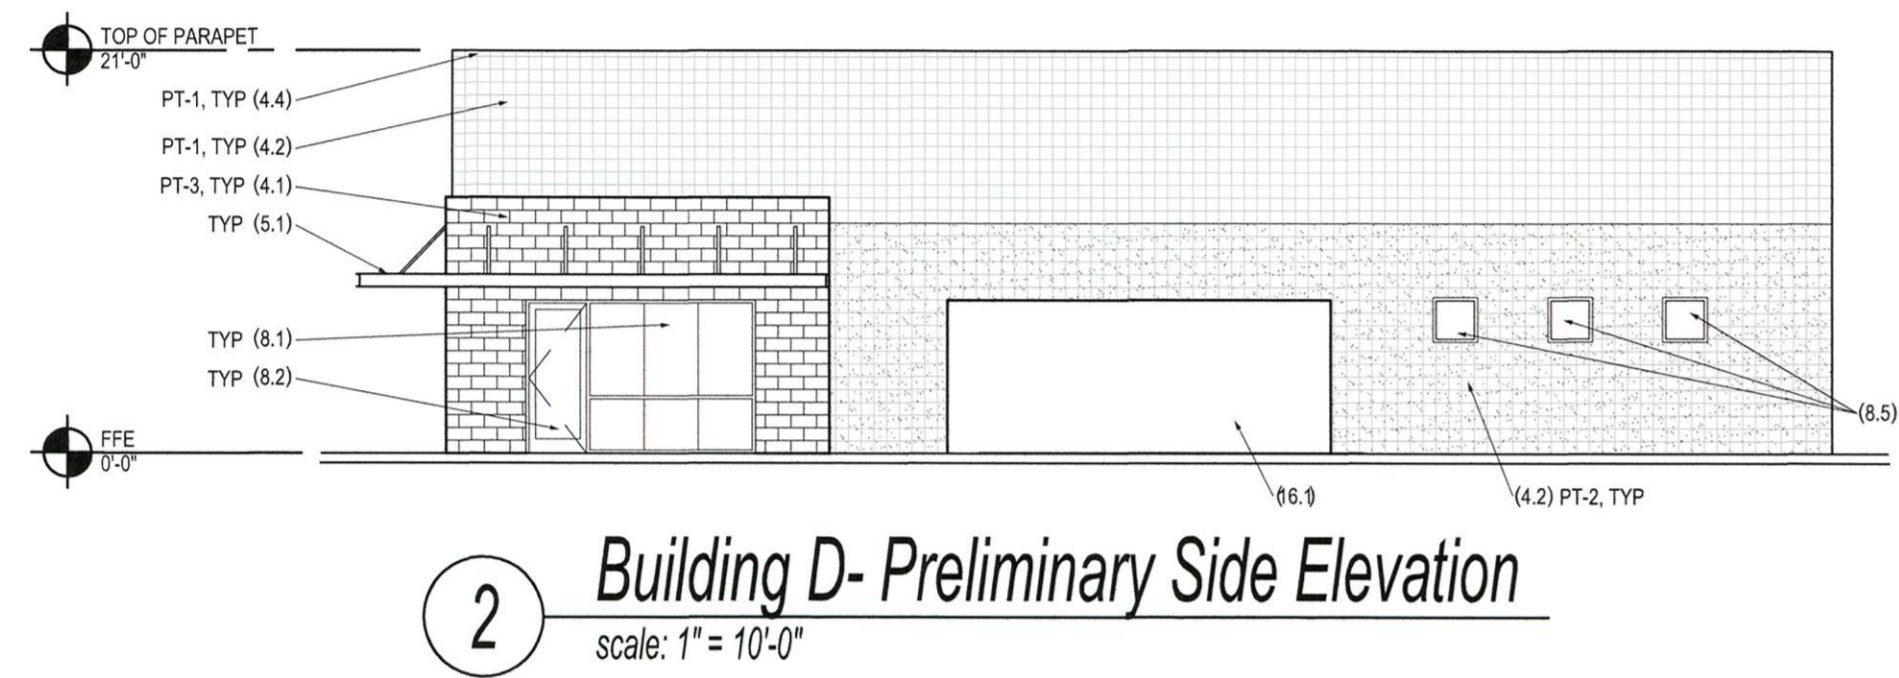 TOP OF PARAPET
21'-0"
PT-1, TYP (4.4)
PT-1, TYP (4.2)
PT-3, TYP (4.1)
TYP (5.1)
TYP (8.1)
TYP (8.2)
FFE
0'-0"
(8.5)
(16.1)
(4.2) PT-2, TYP
2
Building D- Preliminary Side Elevation
scale: 1" = 10'-0"